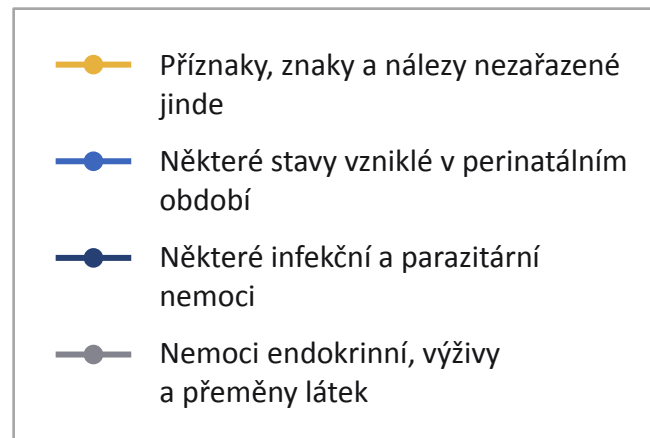 Příznaky, znaky a nálezy nezařazené
jinde
Některé stavy vzniklé v perinatálním
období
Některé infekční a parazitární
nemoci
Nemoci endokrinní, výživy
a přeměny látek